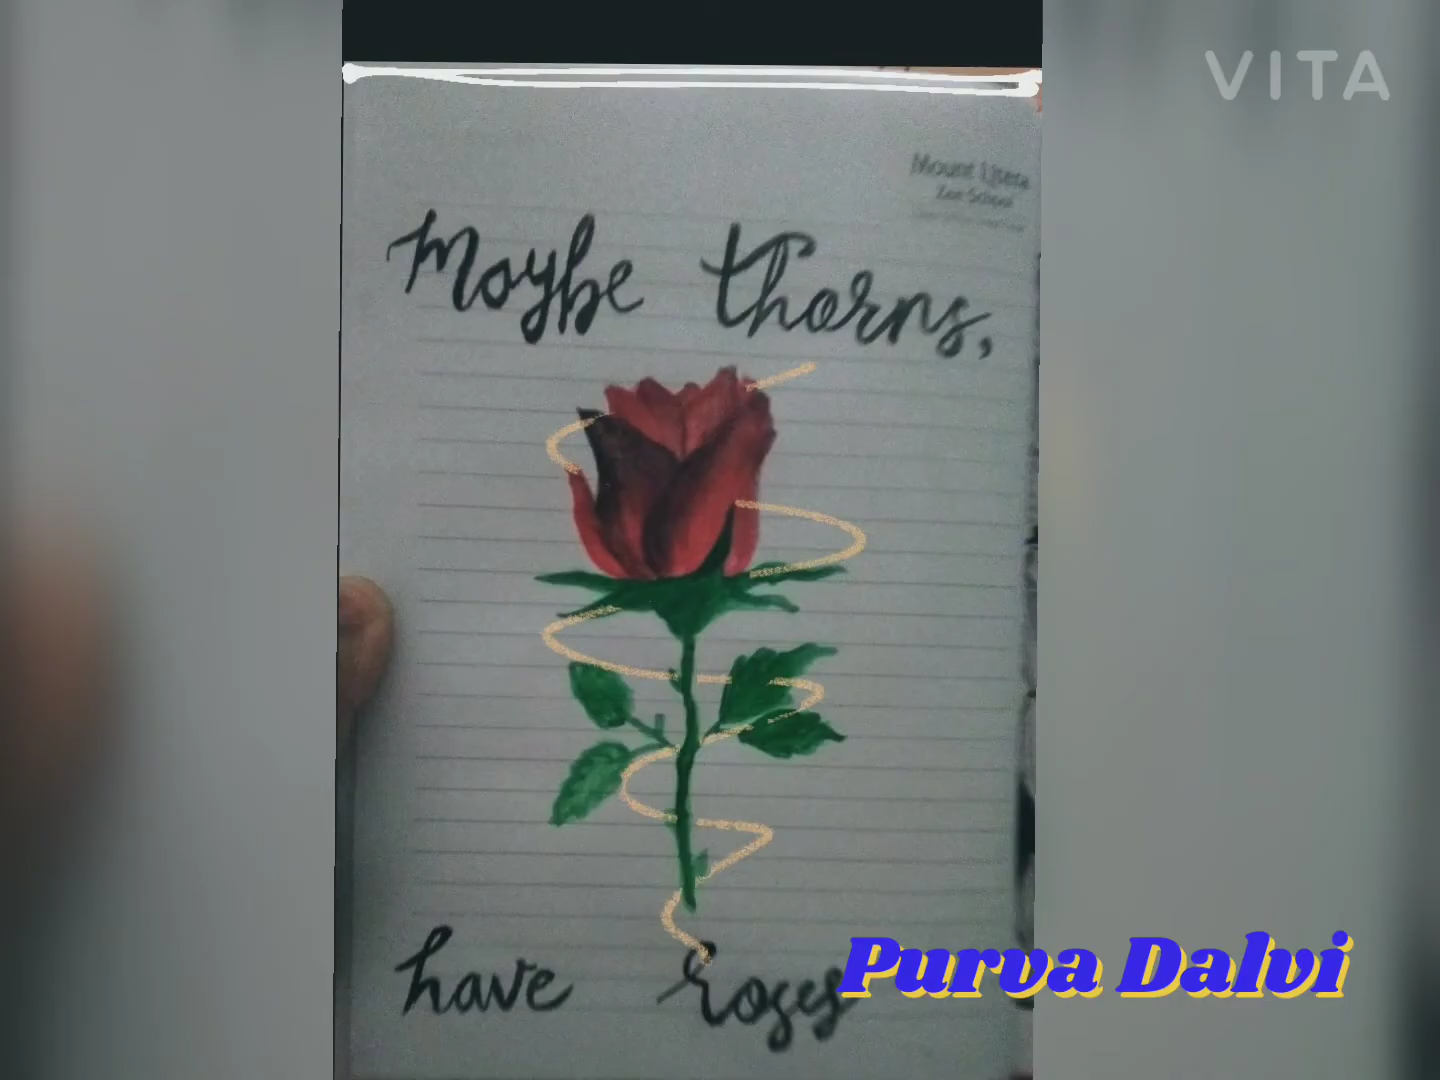 VITA
Mount Litera
Zee School
Maybe thorns,
have roses
Purva Dalvi